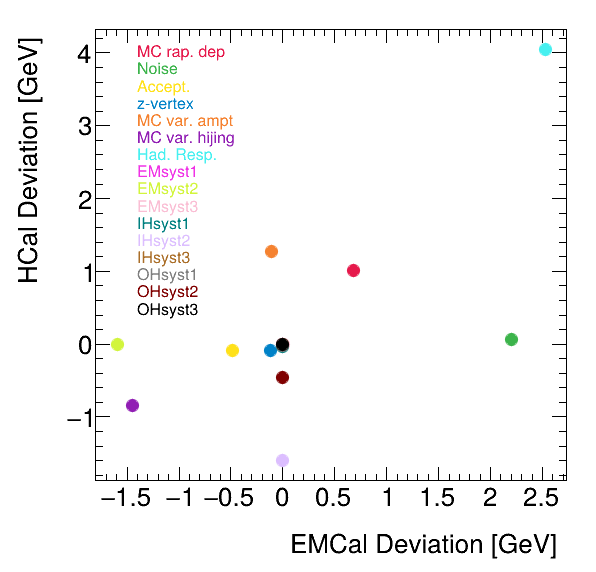 HCal Deviation [GeV]
4
3
2
1
0
−1
MC rap. dep
Noise
Accept.
z-vertex
MC var. ampt
MC var. hijing
Had. Resp.
EMsyst1
EMsyst2
EMsyst3
IHsyst1
IHsyst2
IHsyst3
OHsyst1
OHsyst2
OHsyst3
−1.5 −1 −0.5 0 0.5 1 1.5 2 2.5
EMCal Deviation [GeV]